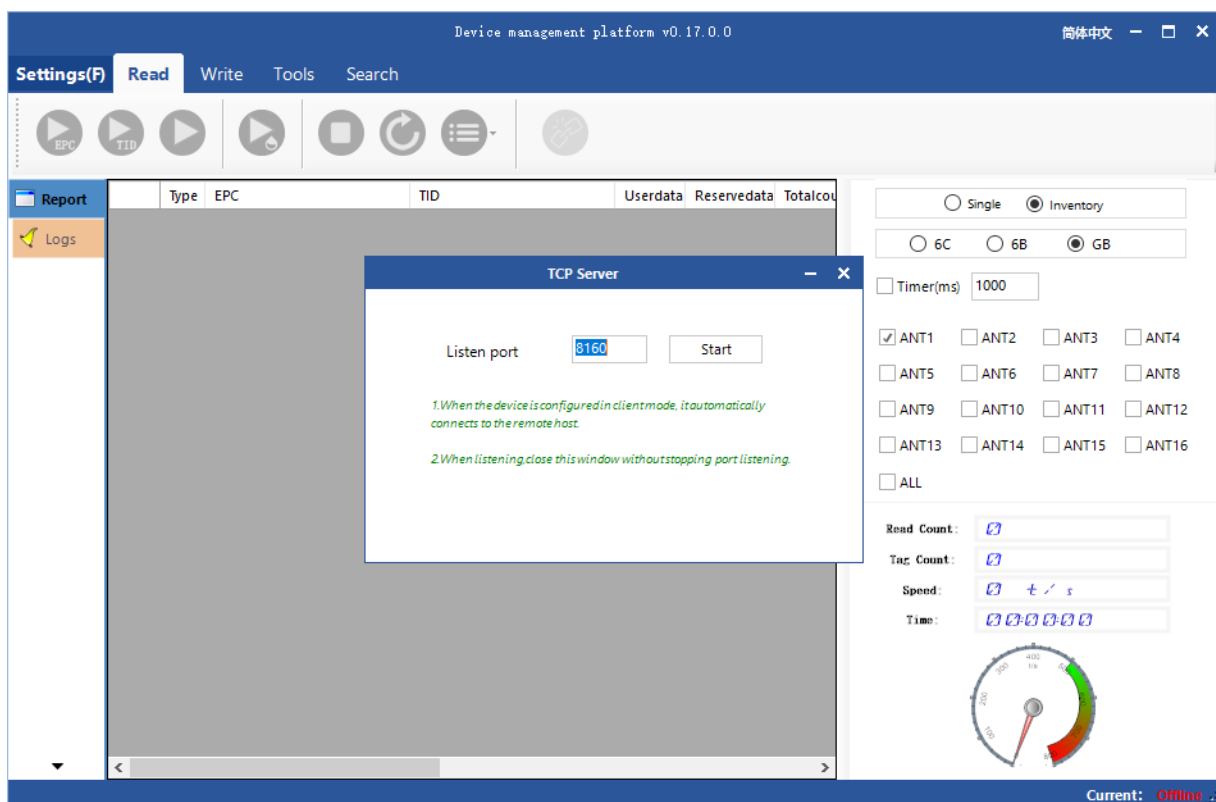 Device management platform v0.17.0.0
简体中文
Settings(F) Read Write Tools Search
EPC TID
Report
Logs
Type EPC TID Userdata Reservedata Totalcou
TCP Server
Listen port 8160 Start
1.When the device is configured in client mode, it automatically
connects to the remote host.
2.When listening,close this window without stopping port listening.
Single Inventory
6C 6B GB
Timer(ms) 1000
ANT1 ANT2 ANT3 ANT4
ANT5 ANT6 ANT7 ANT8
ANT9 ANT10 ANT11 ANT12
ANT13 ANT14 ANT15 ANT16
ALL
Read Count: 0
Tag Count: 0
Speed: 0 t/s
Time: 00:00:00
100 200 300 400
Current: Offline